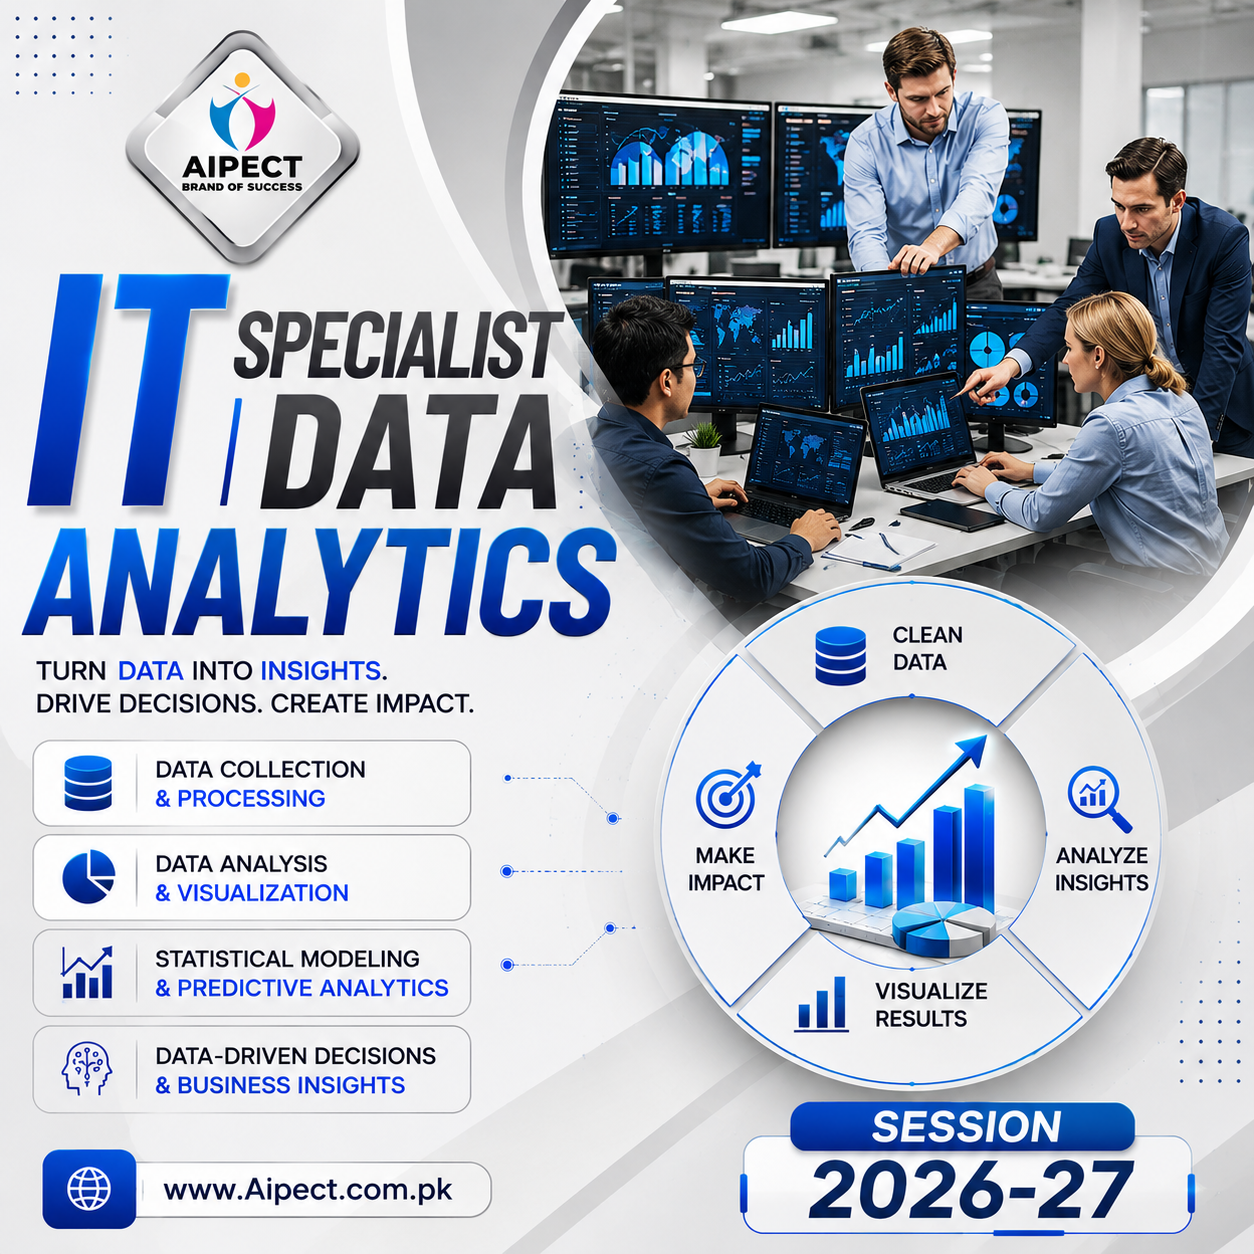 AIPECT
BRAND OF SUCCESS
IT SPECIALIST
DATA
ANALYTICS
TURN DATA INTO INSIGHTS.
DRIVE DECISIONS. CREATE IMPACT.
DATA COLLECTION
& PROCESSING
DATA ANALYSIS
& VISUALIZATION
STATISTICAL MODELING
& PREDICTIVE ANALYTICS
DATA-DRIVEN DECISIONS
& BUSINESS INSIGHTS
CLEAN
DATA
ANALYZE
INSIGHTS
VISUALIZE
RESULTS
MAKE
IMPACT
www.Aipect.com.pk
SESSION
2026-27